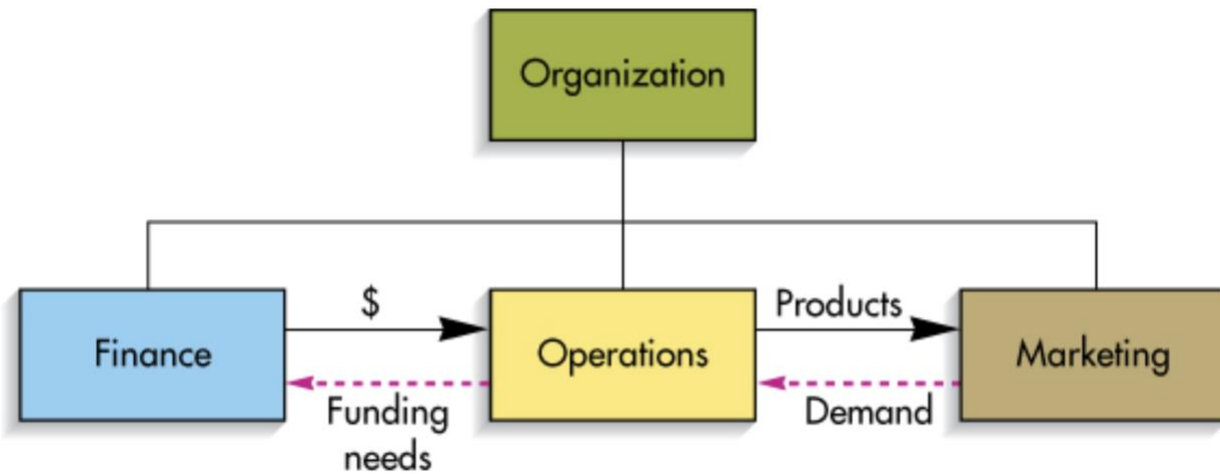 Organization
$
Products
Finance
Operations
Marketing
Funding
needs
Demand